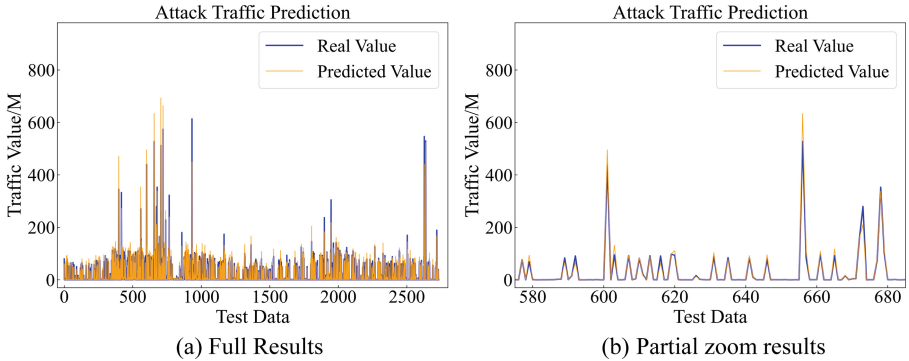 Attack Traffic Prediction
Real Value
Predicted Value
800
600
400
200
0
Traffic Value/M
0 500 1000 1500 2000 2500
Test Data
(a) Full Results
Attack Traffic Prediction
Real Value
Predicted Value
800
600
400
200
0
Traffic Value/M
580 600 620 640 660 680
Test Data
(b) Partial zoom results